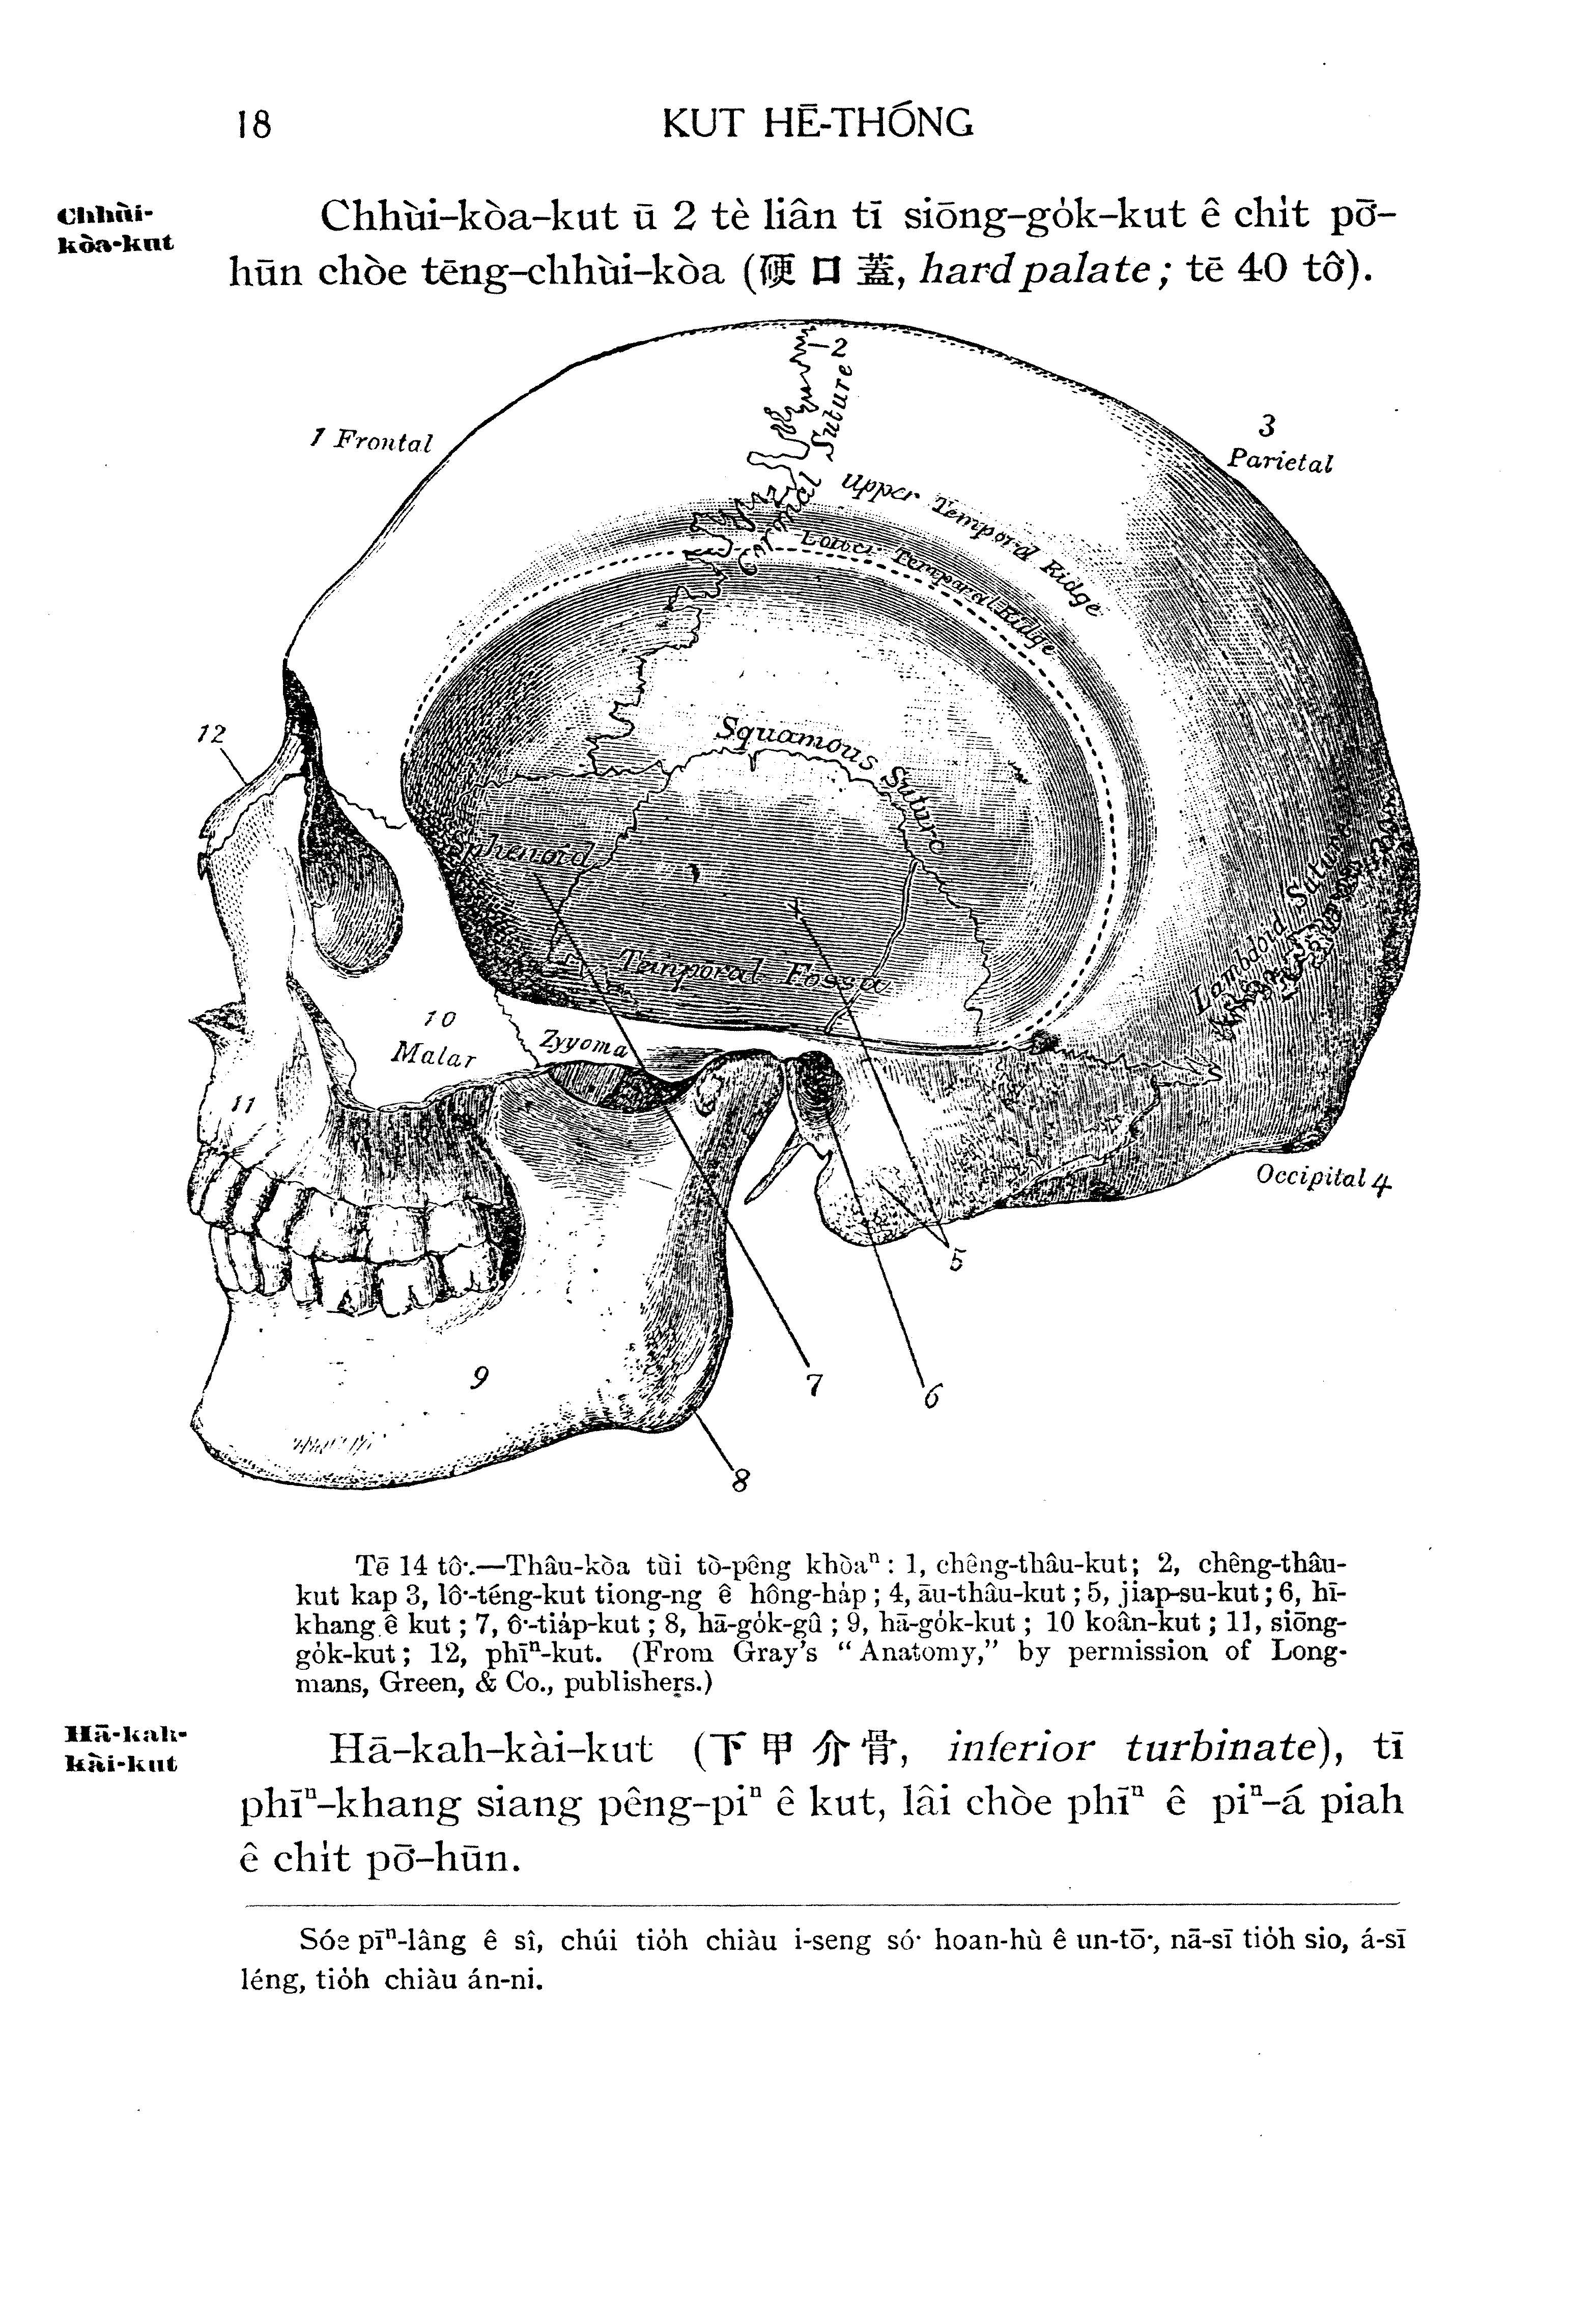 18 KUT HĒ-THÓNG
Chhùi-
kòa-kut
Chhùi-kòa-kut ū 2 tè liân tī siōng-go̍k-kut ê chi̍t pō͘-
hūn chòe tēng-chhùi-kòa (硬口蓋, hard palate; tē 40 tô͘).
2
Coronal Suture
1 Frontal
3
Parietal
Upper Temporal Ridge
Lower Temporal Ridge
12
Squamous Suture
Sphenoid
Lambdoid Suture
Temporal Fossa
10
Malar
Zygoma
11
Occipital 4
5
9
7
6
8
Tē 14 tô͘.—Thâu-kòa tùi tò-pêng khòaⁿ: 1, chêng-thâu-kut; 2, chêng-thâu-
kut kap 3, lô͘-téng-kut tiong-ng ê hông-ha̍p; 4, āu-thâu-kut; 5, jiap-su-kut; 6, hī-
khang ê kut; 7, ô͘-tia̍p-kut; 8, hā-go̍k-gû; 9, hā-go̍k-kut; 10 koân-kut; 11, siōng-
go̍k-kut; 12, phīⁿ-kut. (From Gray's "Anatomy," by permission of Long-
mans, Green, & Co., publishers.)
Hā-kah-
kài-kut
Hā-kah-kài-kut (下甲介骨, inferior turbinate), tī
phīⁿ-khang siang pêng-piⁿ ê kut, lâi chòe phīⁿ ê piⁿ-á piah
ê chi̍t pō͘-hūn.
Sóe pīⁿ-lâng ê sî, chúi tio̍h chiàu i-seng só͘ hoan-hù ê un-tō͘, nā-sī tio̍h sio, á-sī
léng, tio̍h chiàu án-ni.